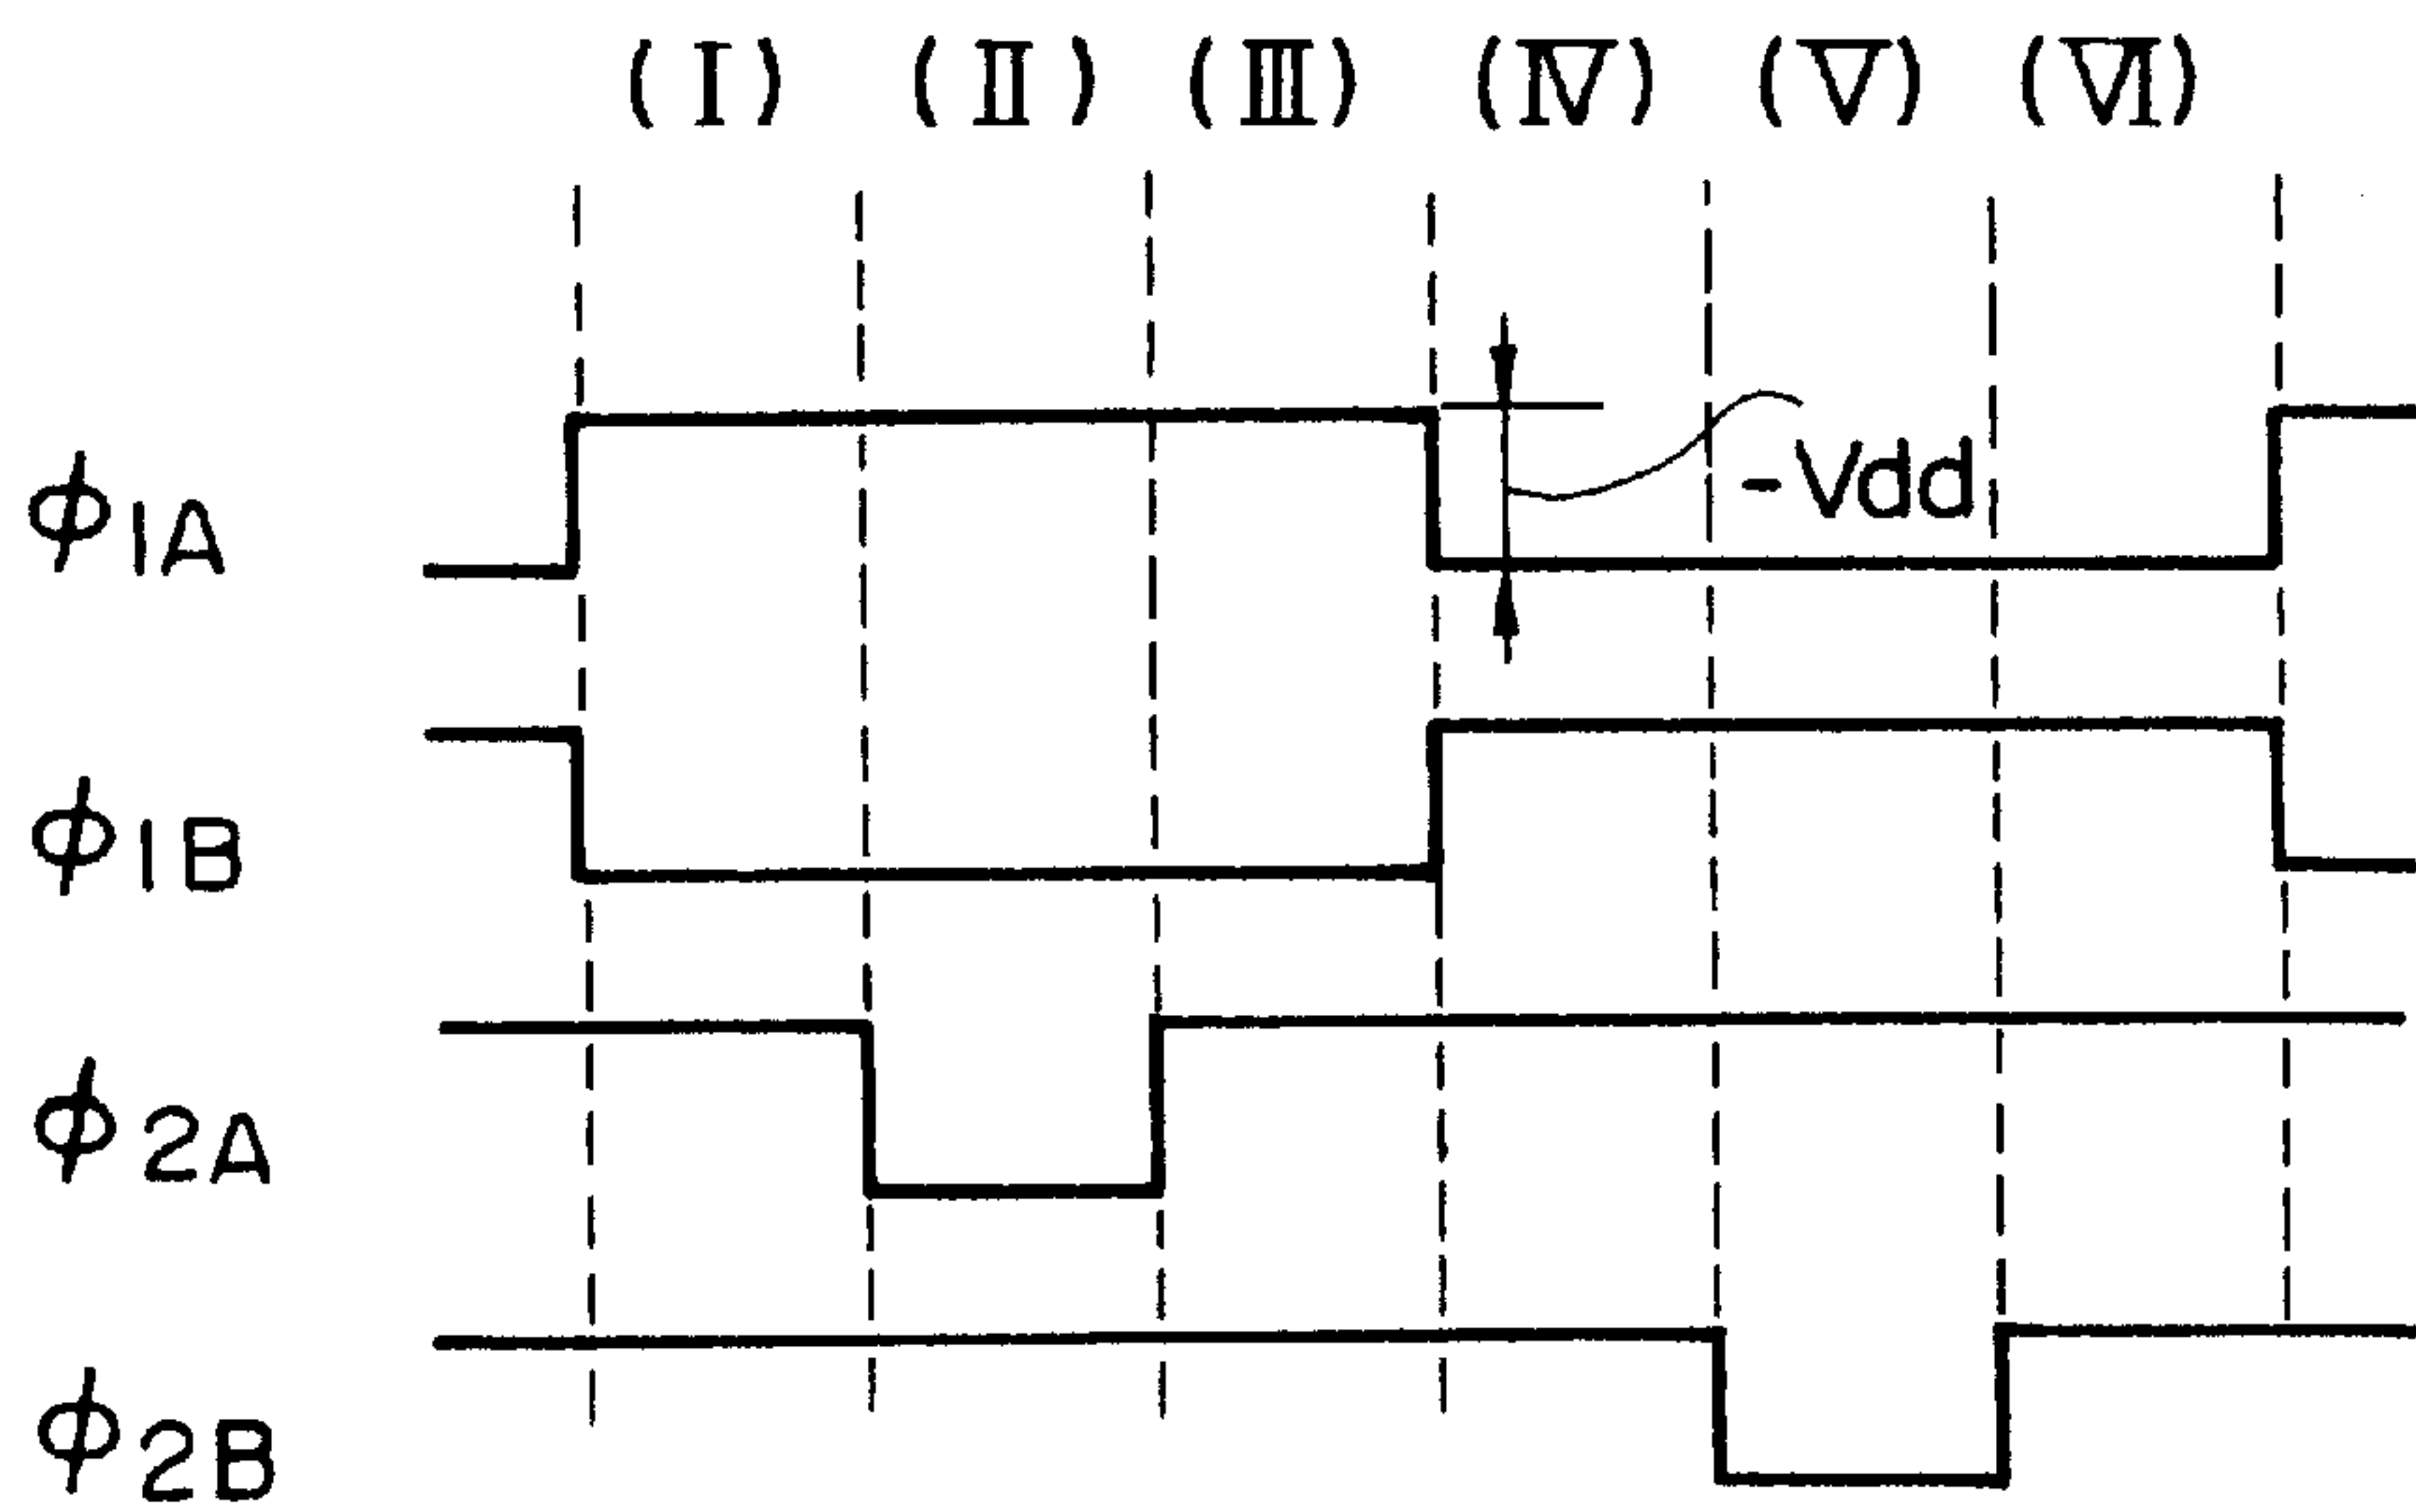 (I) (II) (III) (IV) (V) (VI)
ϕ1A
-Vdd
ϕ1B
ϕ2A
ϕ2B